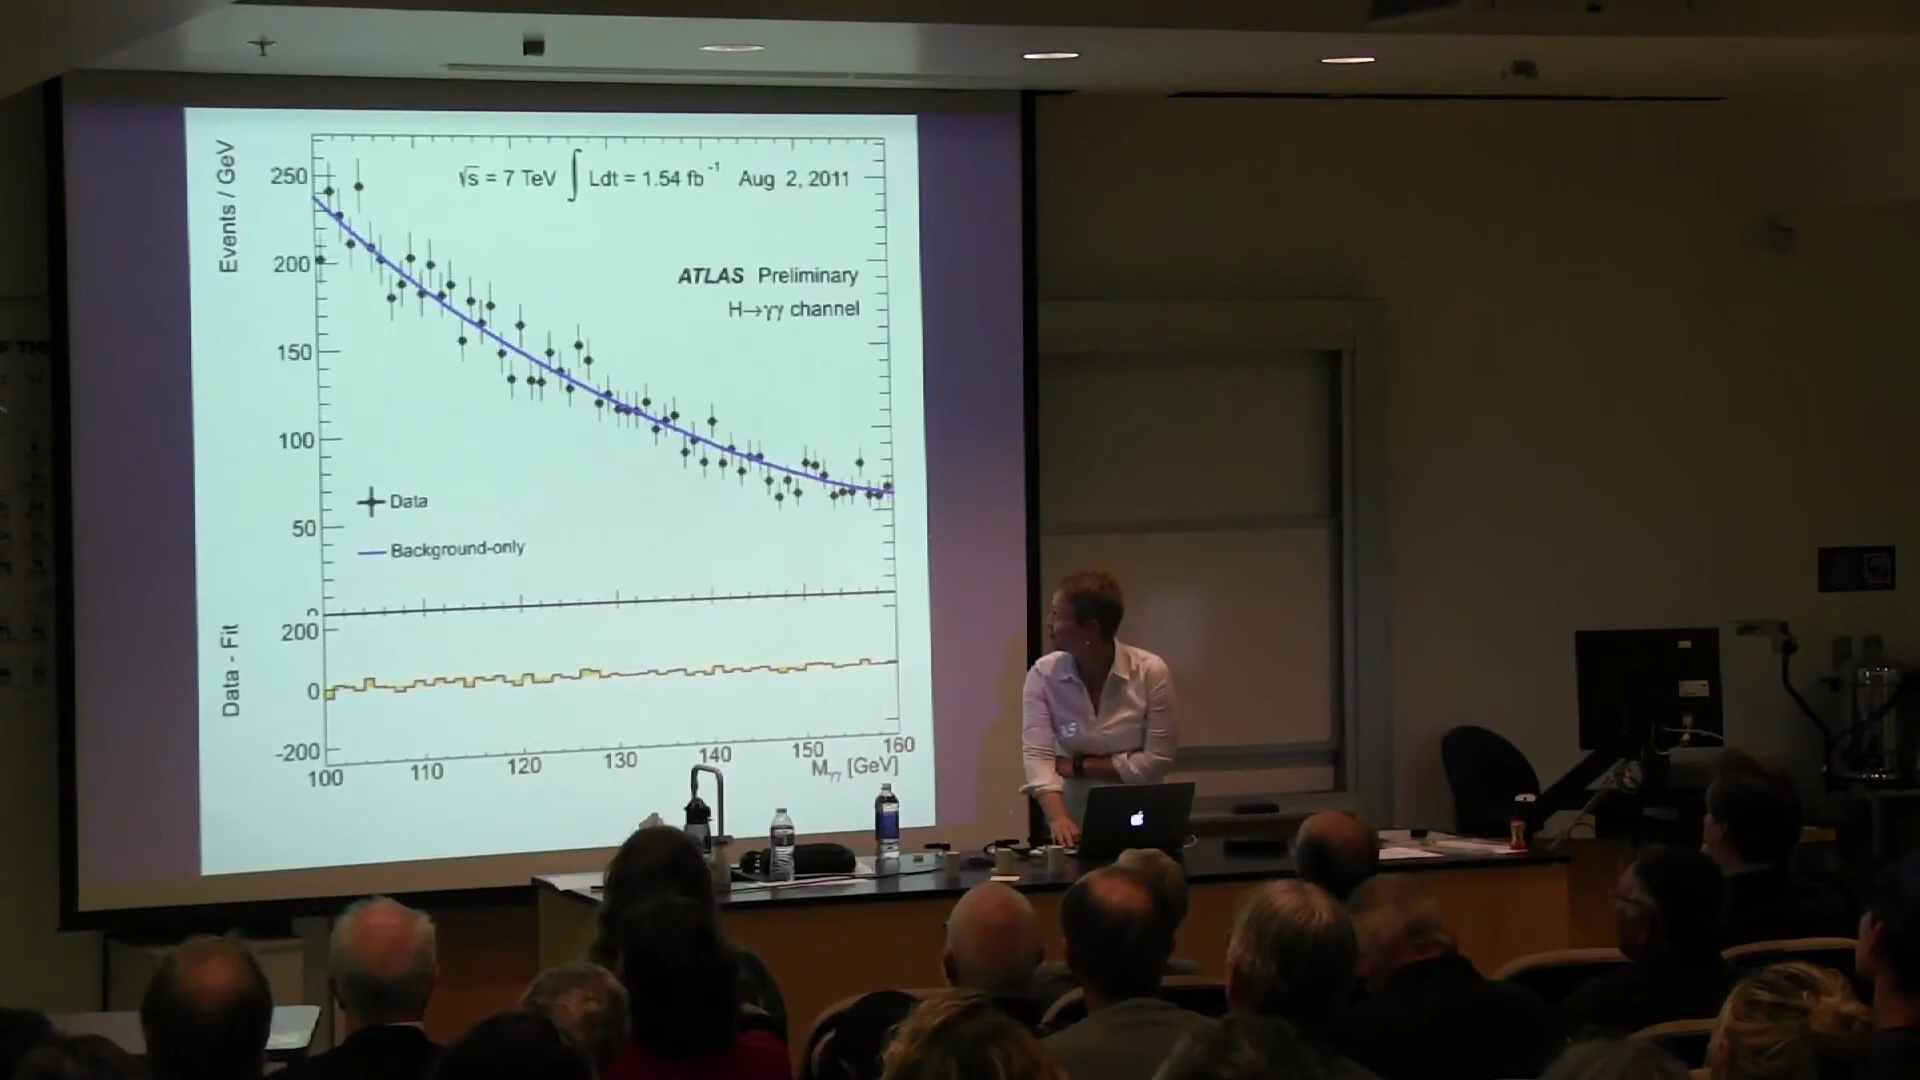 Events / GeV
250
200
150
100
50
0
√s = 7 TeV ∫ Ldt = 1.54 fb⁻¹ Aug 2, 2011
ATLAS Preliminary
H→γγ channel
Data
Background-only
Data - Fit
200
0
-200
100 110 120 130 140 150 160
Mγγ [GeV]